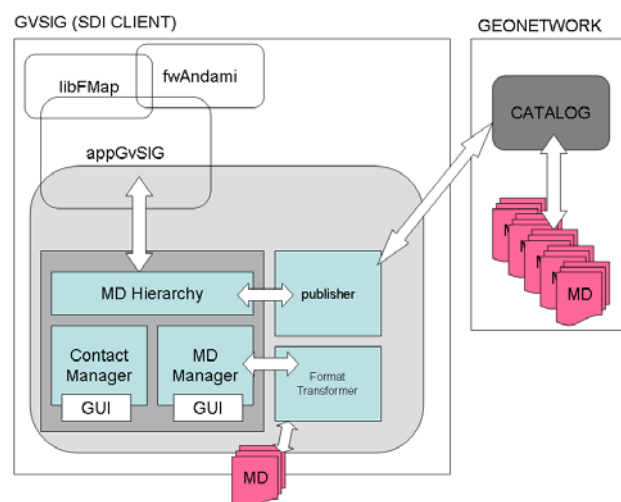 GVSIG (SDI CLIENT)
GEONETWORK
libFMap
fwAndami
appGvSIG
CATALOG
MD Hierarchy
publisher
Contact
Manager
GUI
MD
Manager
GUI
Format
Transformer
MD
MD